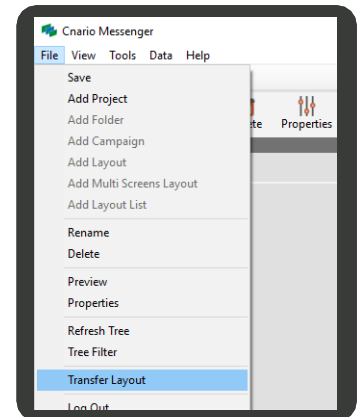 Cnario Messenger
File View Tools Data Help
Save
Add Project
Add Folder
Add Campaign
Add Layout
Add Multi Screens Layout
Add Layout List
Rename
Delete
Preview
Properties
Refresh Tree
Tree Filter
Transfer Layout
Log Out
ete Properties